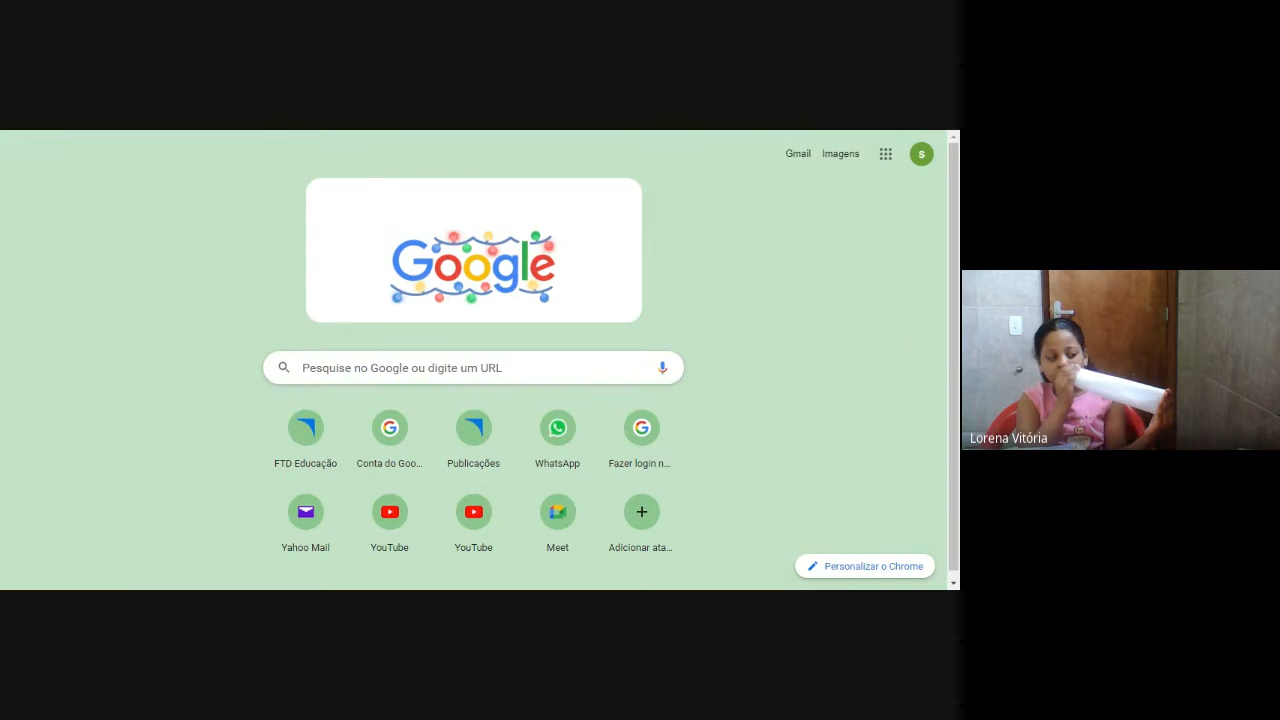 Gmail Imagens S
Google
Pesquise no Google ou digite um URL
FTD Educação Conta do Goo... Publicações WhatsApp Fazer login n...
Yahoo Mail YouTube YouTube Meet Adicionar ata...
Personalizar o Chrome
Lorena Vitória